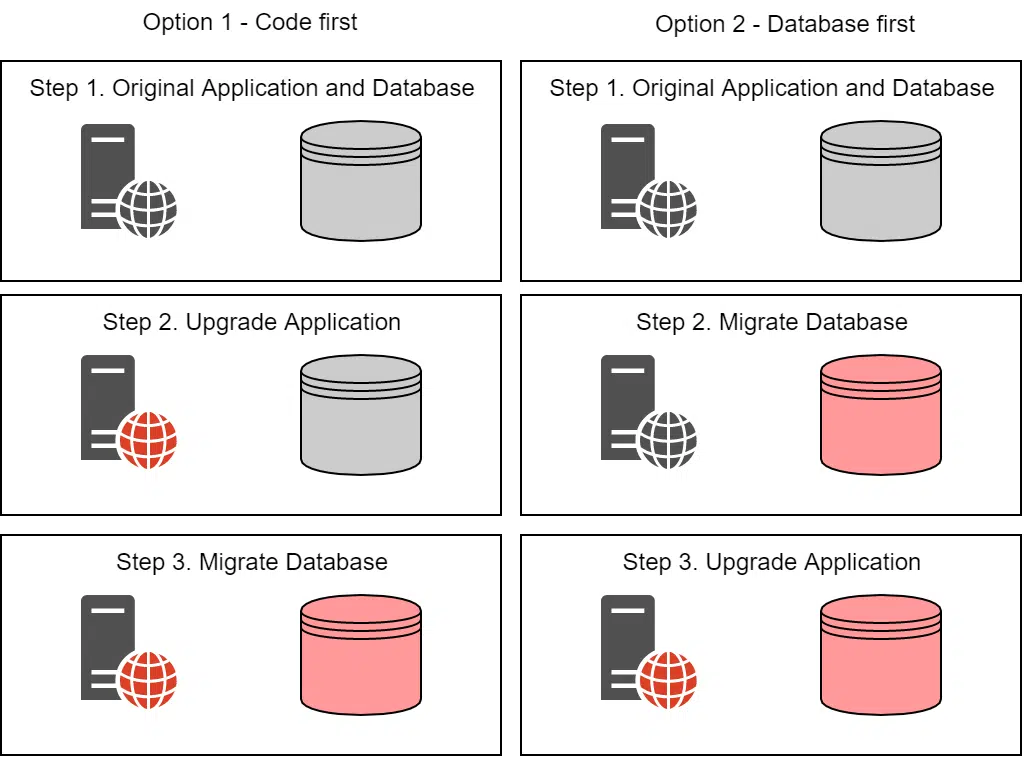 Option 1 - Code first
Option 2 - Database first
Step 1. Original Application and Database
Step 1. Original Application and Database
Step 2. Upgrade Application
Step 2. Migrate Database
Step 3. Migrate Database
Step 3. Upgrade Application